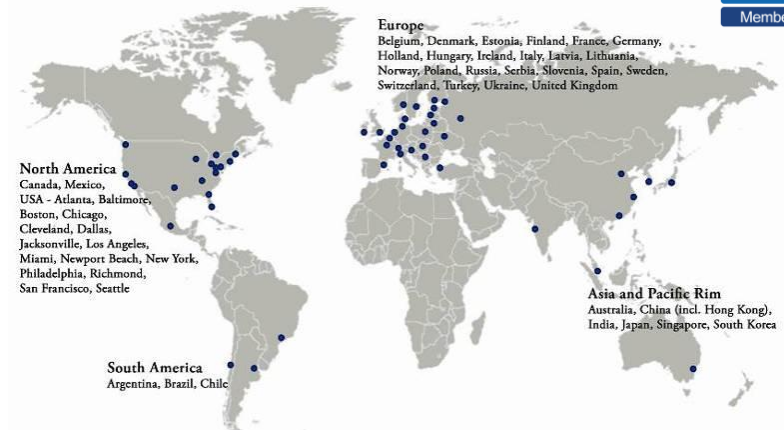 Membe
Europe
Belgium, Denmark, Estonia, Finland, France, Germany,
Holland, Hungary, Ireland, Italy, Latvia, Lithuania,
Norway, Poland, Russia, Serbia, Slovenia, Spain, Sweden,
Switzerland, Turkey, Ukraine, United Kingdom
North America
Canada, Mexico,
USA - Atlanta, Baltimore,
Boston, Chicago,
Cleveland, Dallas,
Jacksonville, Los Angeles,
Miami, Newport Beach, New York,
Philadelphia, Richmond,
San Francisco, Seattle
Asia and Pacific Rim
Australia, China (incl. Hong Kong),
India, Japan, Singapore, South Korea
South America
Argentina, Brazil, Chile